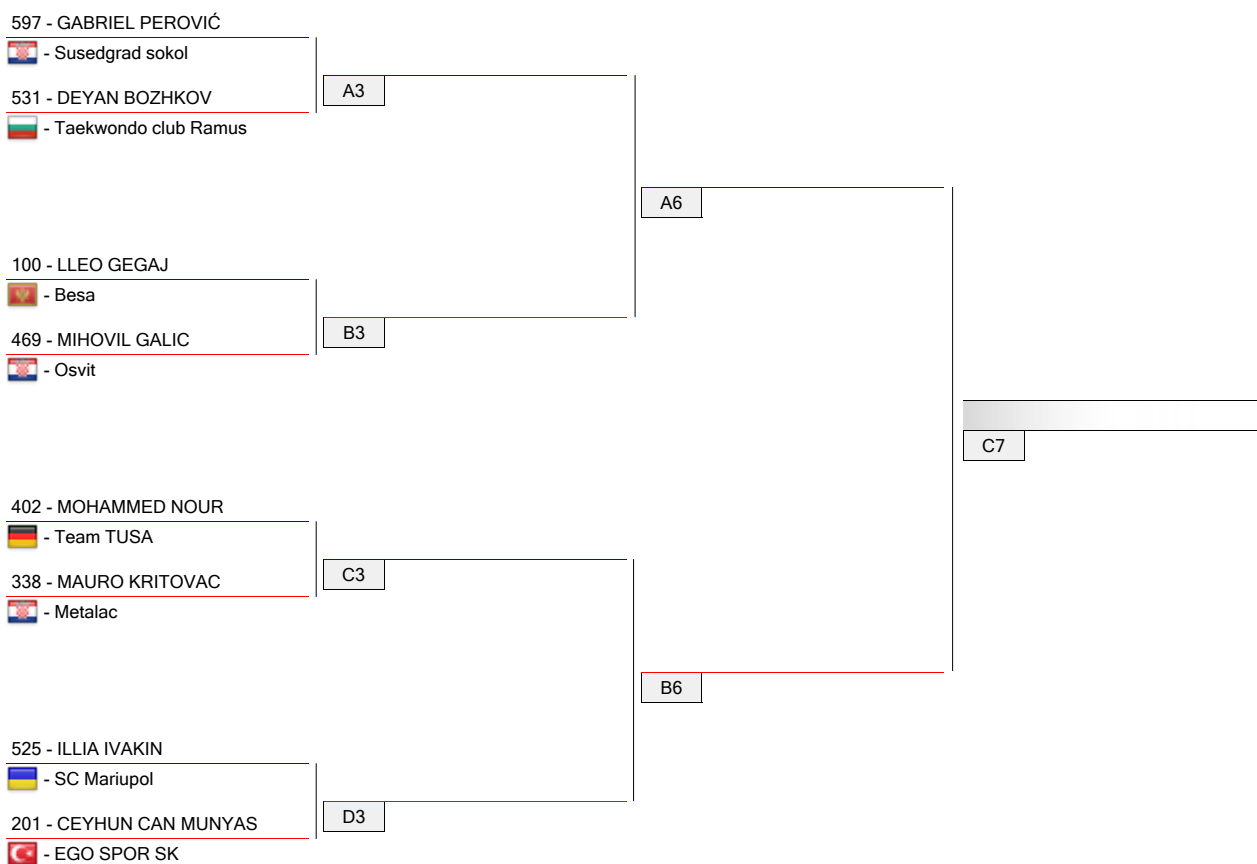 597 - GABRIEL PEROVIĆ
- Susedgrad sokol
531 - DEYAN BOZHKOV
- Taekwondo club Ramus
A3
A6
100 - LLEO GEGAJ
- Besa
469 - MIHOVIL GALIC
- Osvit
B3
C7
402 - MOHAMMED NOUR
- Team TUSA
338 - MAURO KRITOVAC
- Metalac
C3
B6
525 - ILLIA IVAKIN
- SC Mariupol
201 - CEYHUN CAN MUNYAS
- EGO SPOR SK
D3